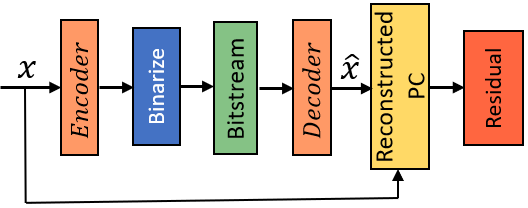 x
Encoder
Binarize
Bitstream
Decoder
x̂
Reconstructed
PC
Residual